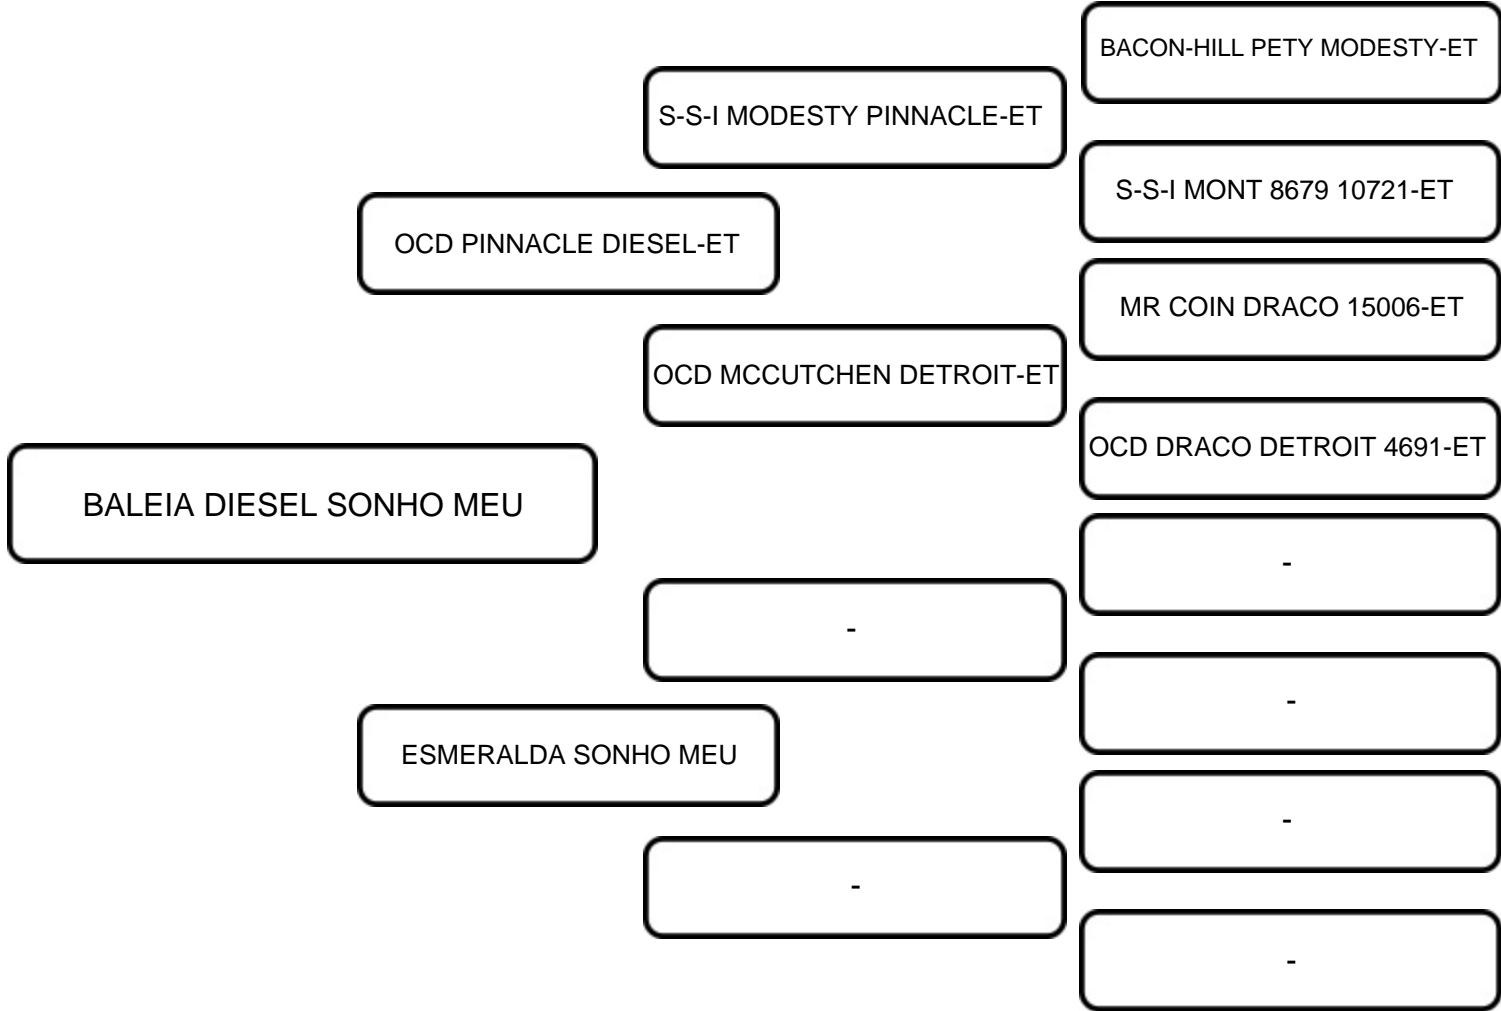 BACON-HILL PETY MODESTY-ET
S-S-I MODESTY PINNACLE-ET
S-S-I MONT 8679 10721-ET
OCD PINNACLE DIESEL-ET
MR COIN DRACO 15006-ET
OCD MCCUTCHEN DETROIT-ET
OCD DRACO DETROIT 4691-ET
BALEIA DIESEL SONHO MEU
-
-
-
ESMERALDA SONHO MEU
-
-
-